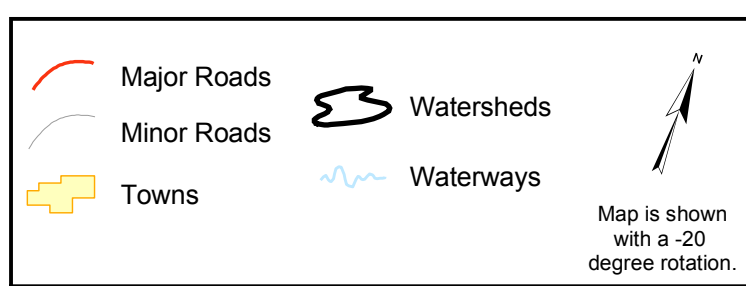 Major Roads
Minor Roads
Towns
Watersheds
Waterways
N
Map is shown
with a -20
degree rotation.